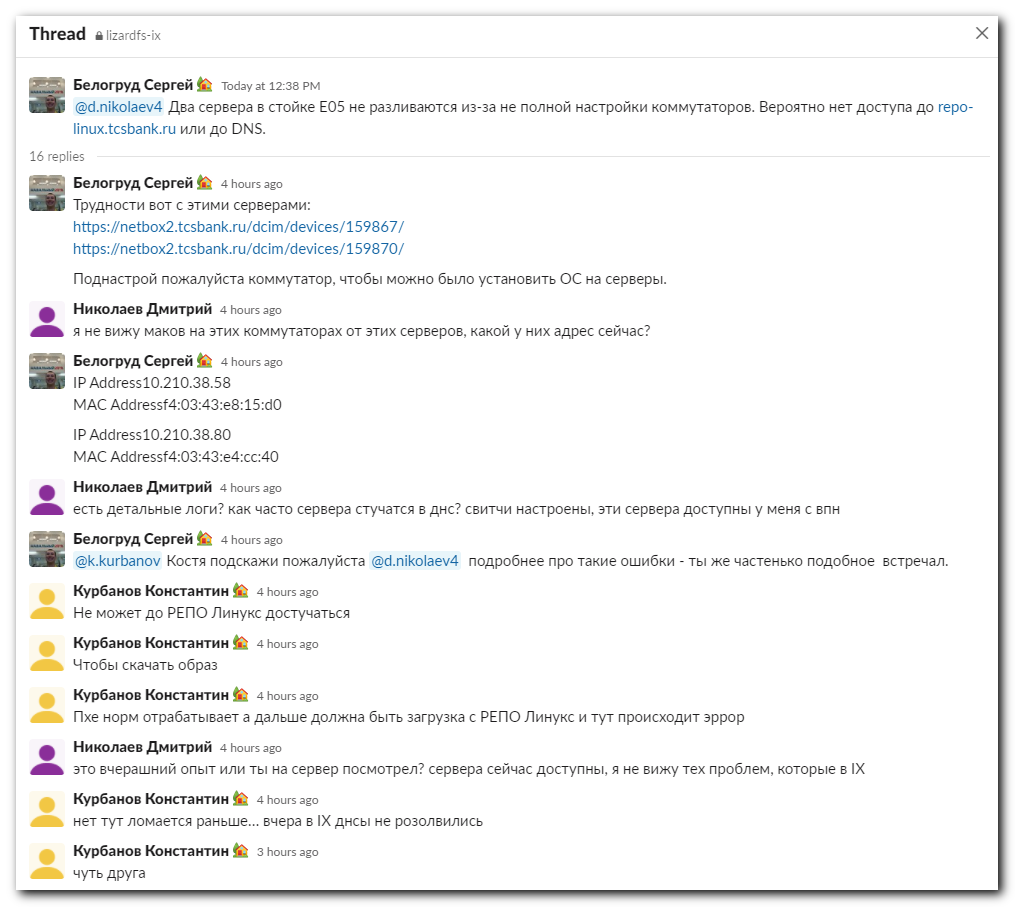 Thread lizardfs-ix
Белогруд Сергей Today at 12:38 PM
@d.nikolaev4 Два сервера в стойке E05 не разливаются из-за не полной настройки коммутаторов. Вероятно нет доступа до repo-
linux.tcsbank.ru или до DNS.
16 replies
Белогруд Сергей 4 hours ago
Трудности вот с этими серверами:
https://netbox2.tcsbank.ru/dcim/devices/159867/
https://netbox2.tcsbank.ru/dcim/devices/159870/
Поднастрой пожалуйста коммутатор, чтобы можно было установить ОС на серверы.
Николаев Дмитрий 4 hours ago
я не вижу маков на этих коммутаторах от этих серверов, какой у них адрес сейчас?
Белогруд Сергей 4 hours ago
IP Address10.210.38.58
MAC Addressf4:03:43:e8:15:d0
IP Address10.210.38.80
MAC Addressf4:03:43:e4:cc:40
Николаев Дмитрий 4 hours ago
есть детальные логи? как часто сервера стучатся в днс? свитчи настроены, эти сервера доступны у меня с впн
Белогруд Сергей 4 hours ago
@k.kurbanov Костя подскажи пожалуйста @d.nikolaev4 подробнее про такие ошибки - ты же частенько подобное встречал.
Курбанов Константин 4 hours ago
Не может до РЕПО Линукс достучаться
Курбанов Константин 4 hours ago
Чтобы скачать образ
Курбанов Константин 4 hours ago
Пхе норм отрабатывает а дальше должна быть загрузка с РЕПО Линукс и тут происходит эррор
Николаев Дмитрий 4 hours ago
это вчерашний опыт или ты на сервер посмотрел? сервера сейчас доступны, я не вижу тех проблем, которые в IX
Курбанов Константин 4 hours ago
нет тут ломается раньше... вчера в IX днсы не розолвились
Курбанов Константин 3 hours ago
чуть друга